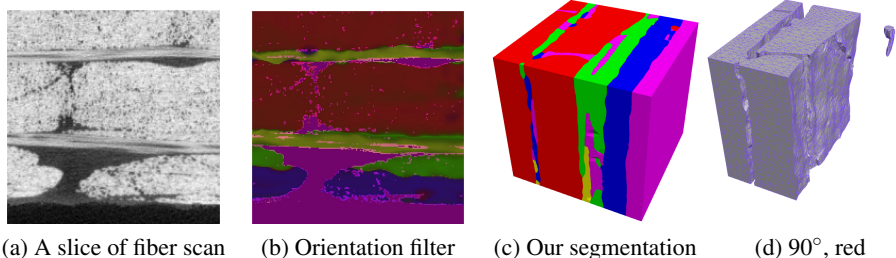 (a) A slice of fiber scan (b) Orientation filter (c) Our segmentation (d) 90°, red